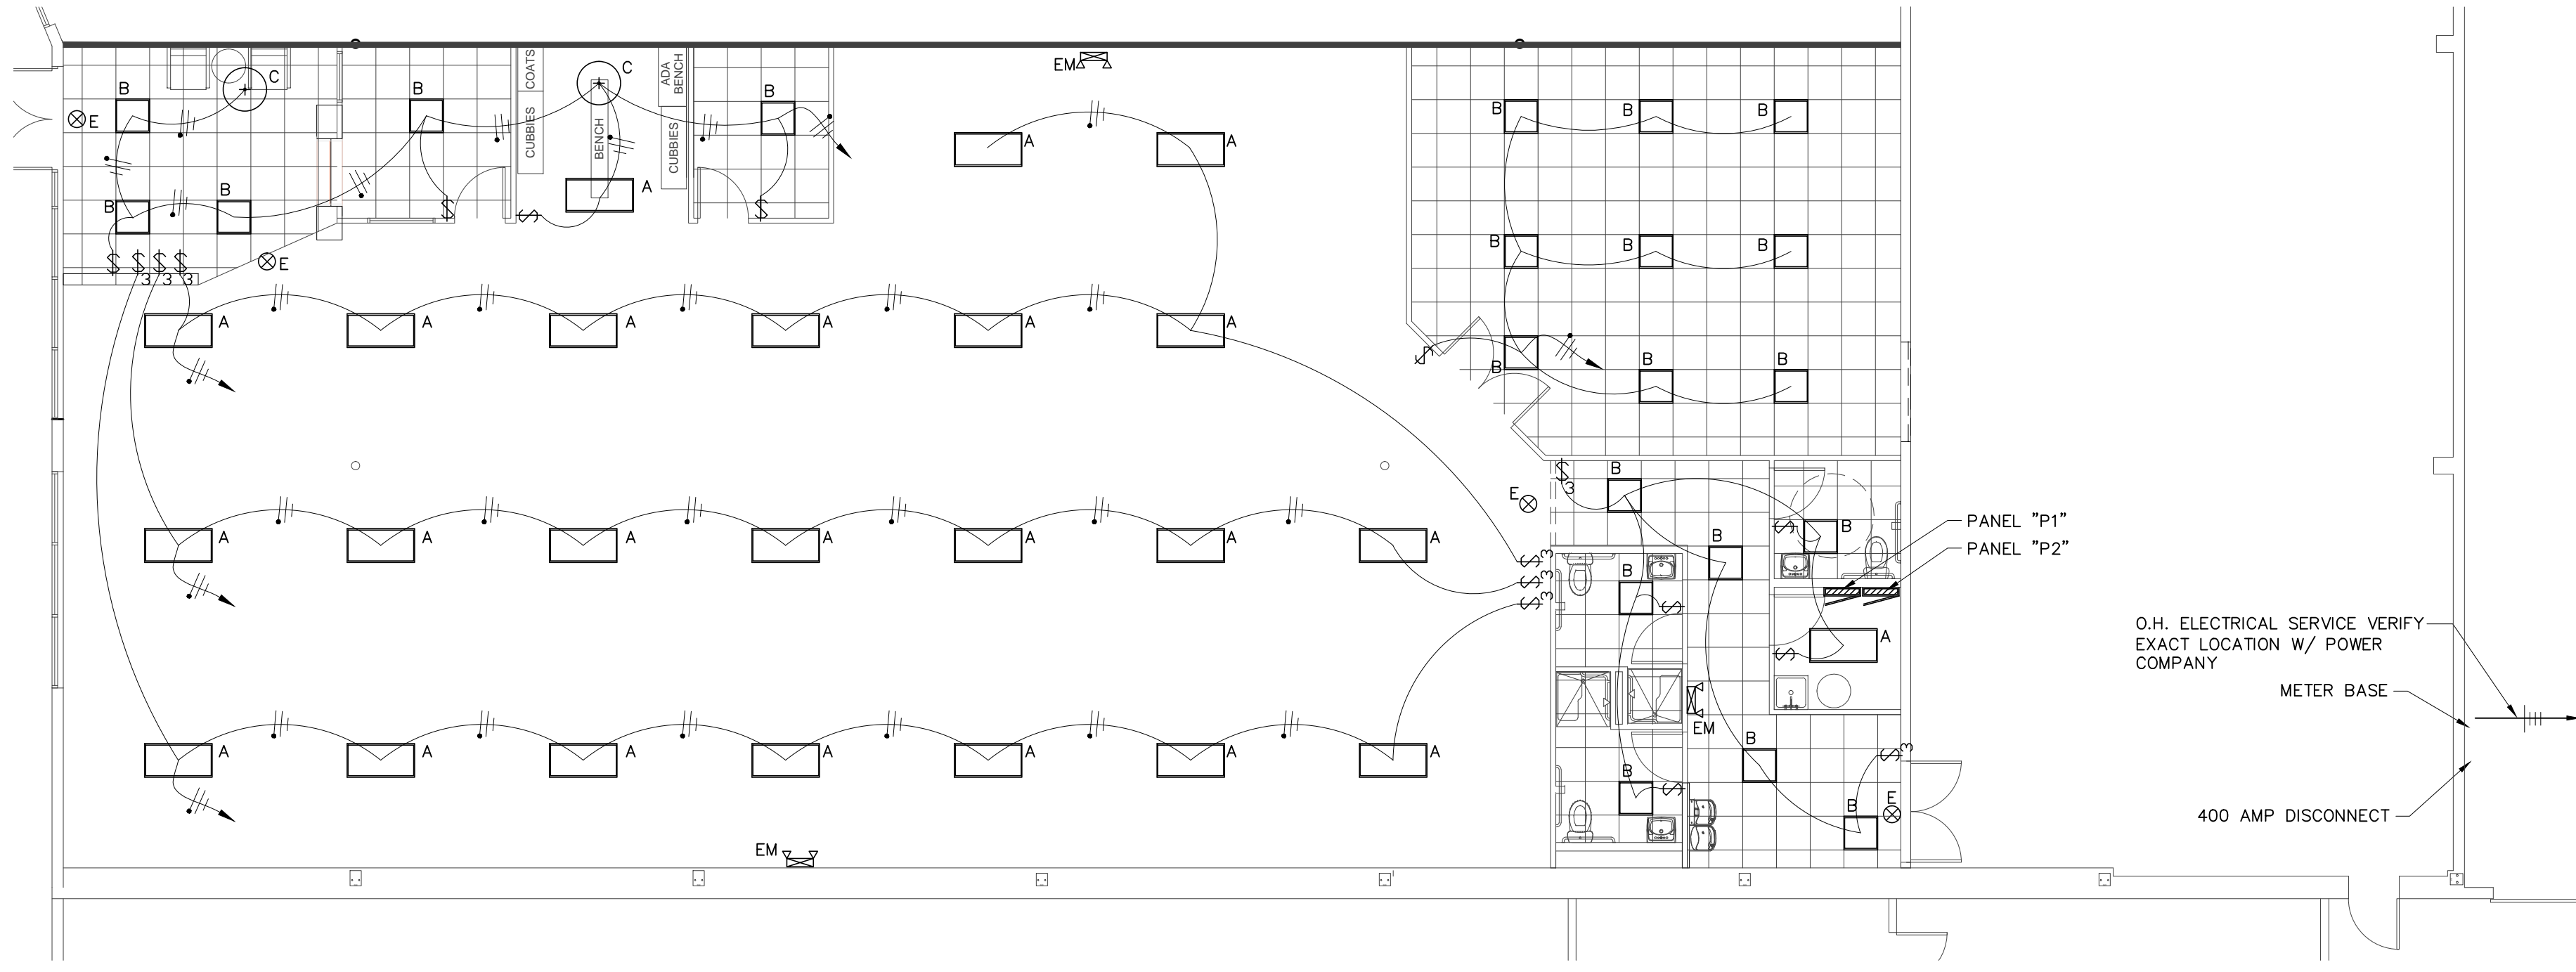 EM
COATS
CUBBIES
BENCH
ADA
BENCH
CUBBIES
C
C
B
B
B
E
A
A
A
B
B
B
B
B
E
3
3
3
B
B
B
A
A
A
A
A
A
B
B
B
E
3
B
B
A
A
A
A
A
A
A
3
3
3
B
B
PANEL "P1"
PANEL "P2"
A
O.H. ELECTRICAL SERVICE VERIFY
EXACT LOCATION W/ POWER
COMPANY
METER BASE
EM
B
3
A
A
A
A
A
A
A
B
B
E
400 AMP DISCONNECT
EM